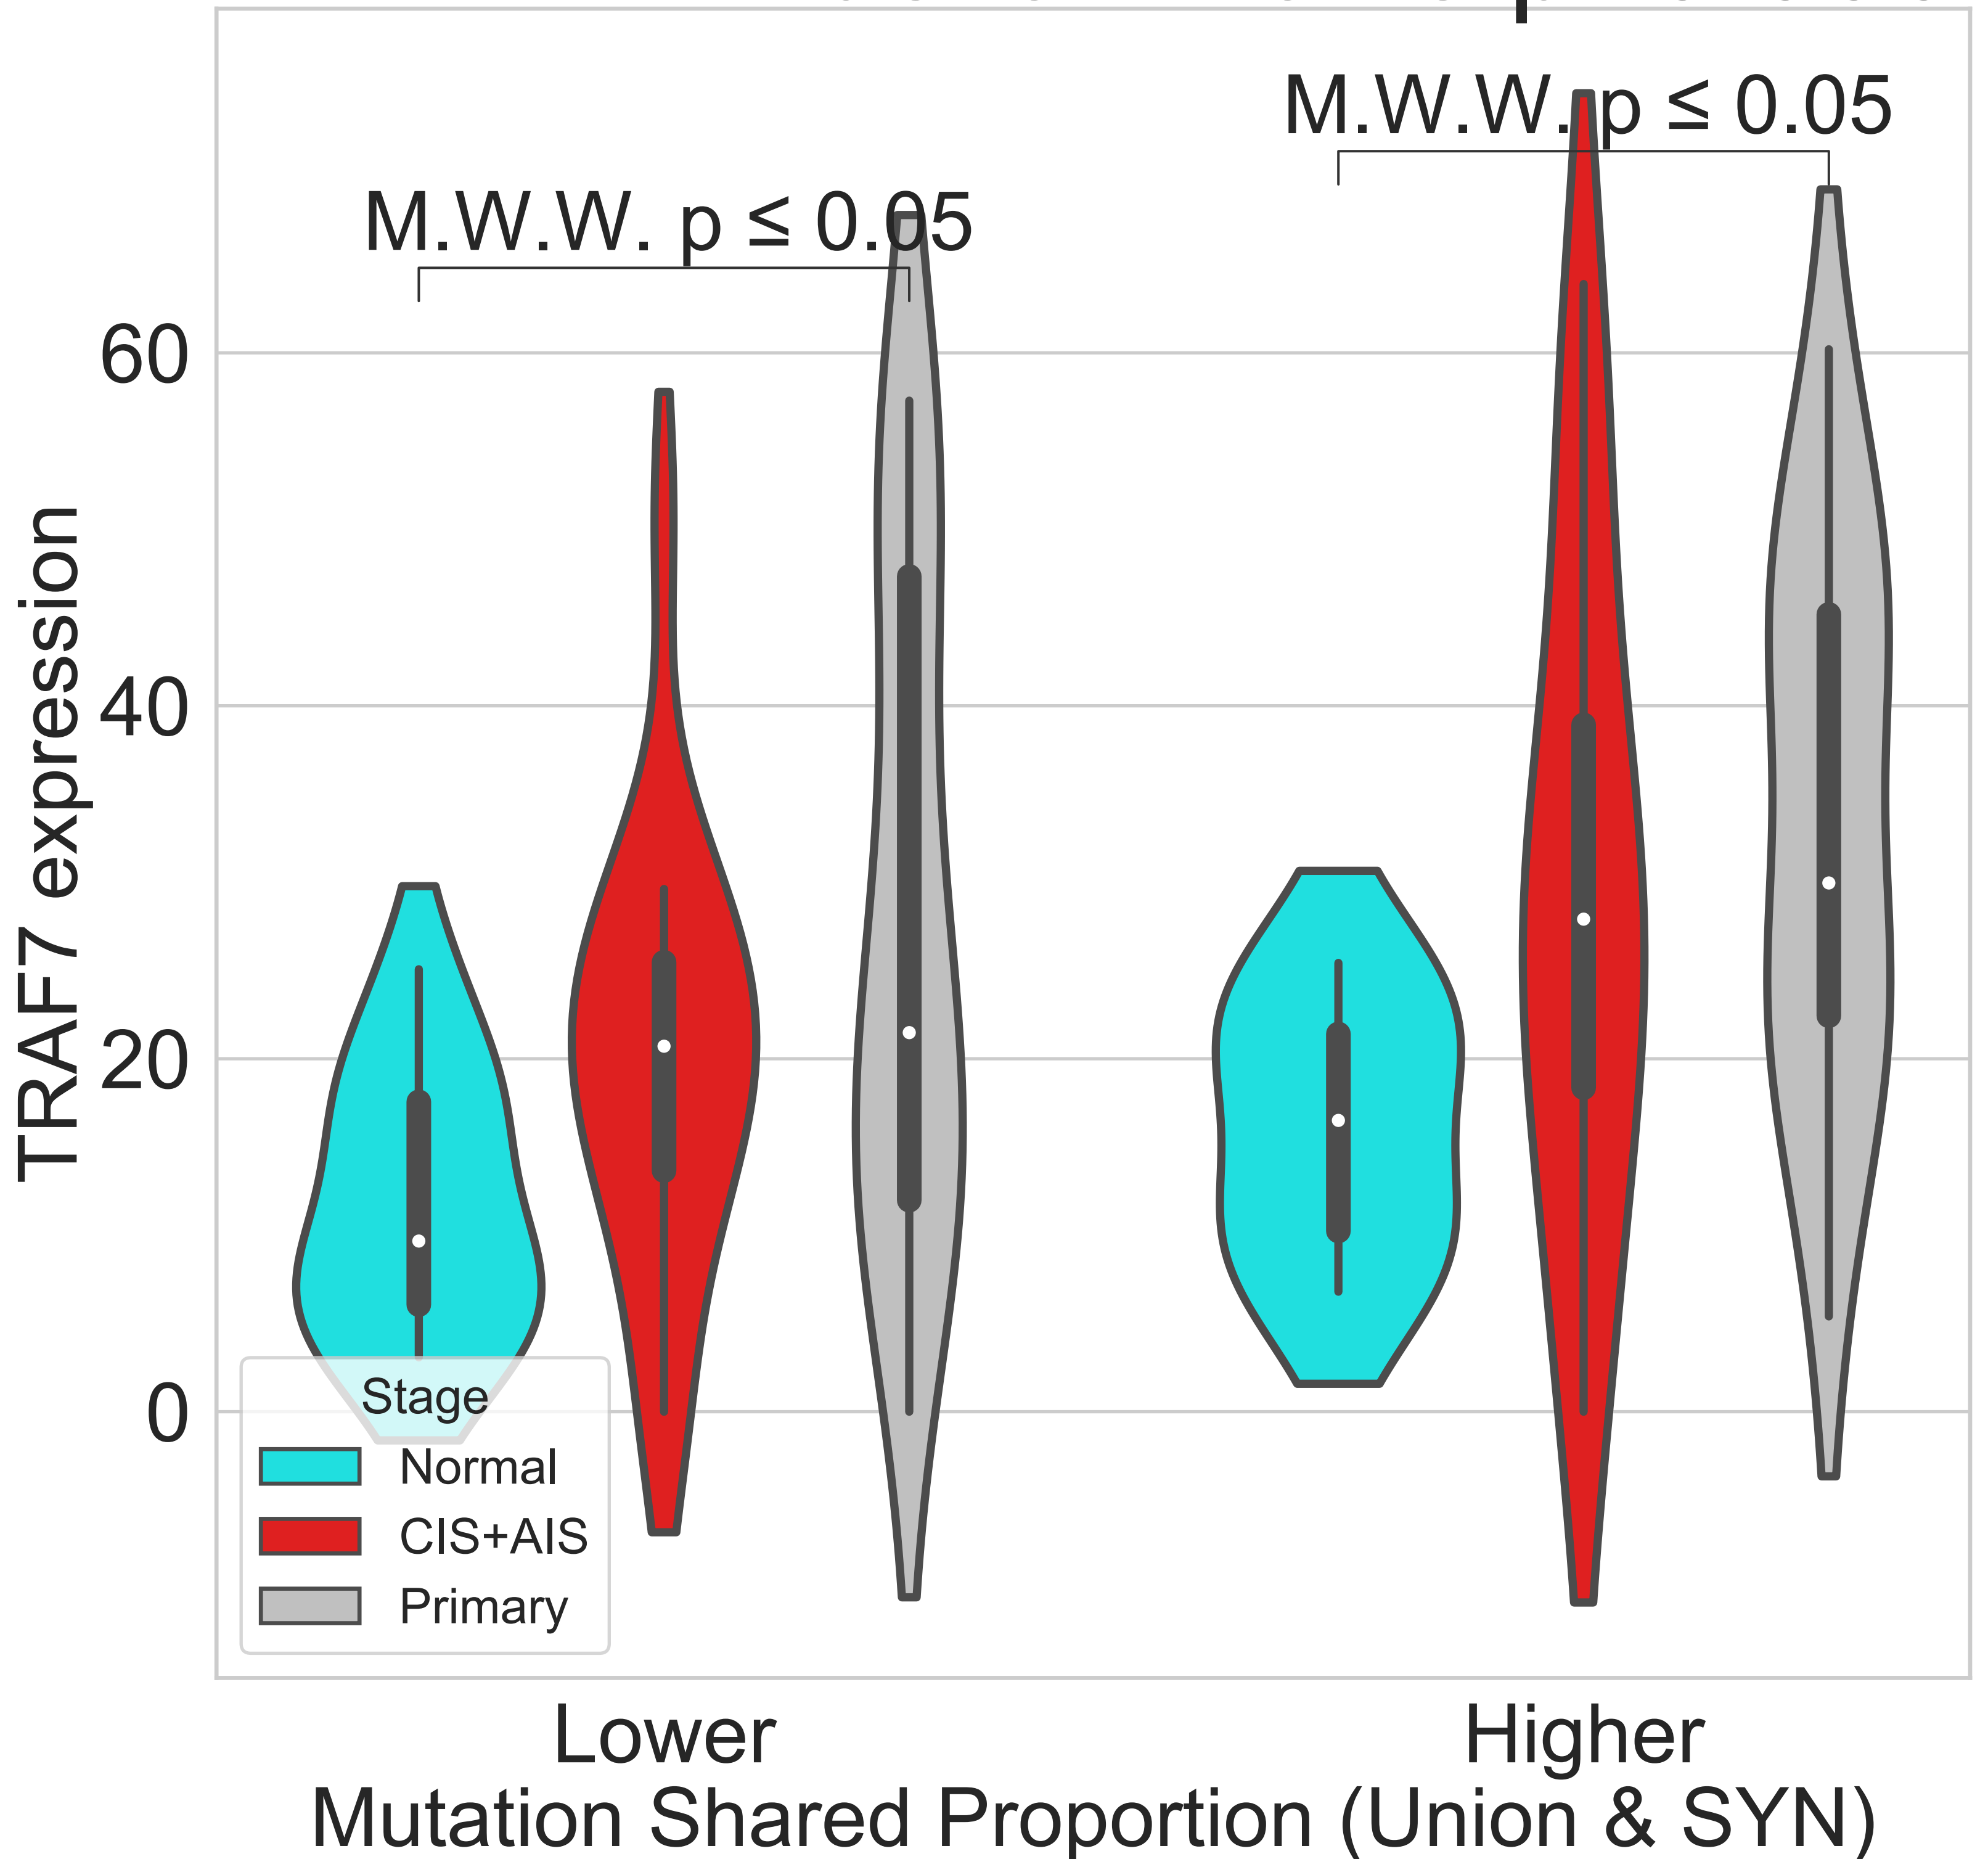 M.W.W. p ≤ 0.05
M.W.W. p ≤ 0.05
60
40
20
0
TRAF7 expression
Stage
Normal
CIS+AIS
Primary
Lower
Higher
Mutation Shared Proportion (Union & SYN)